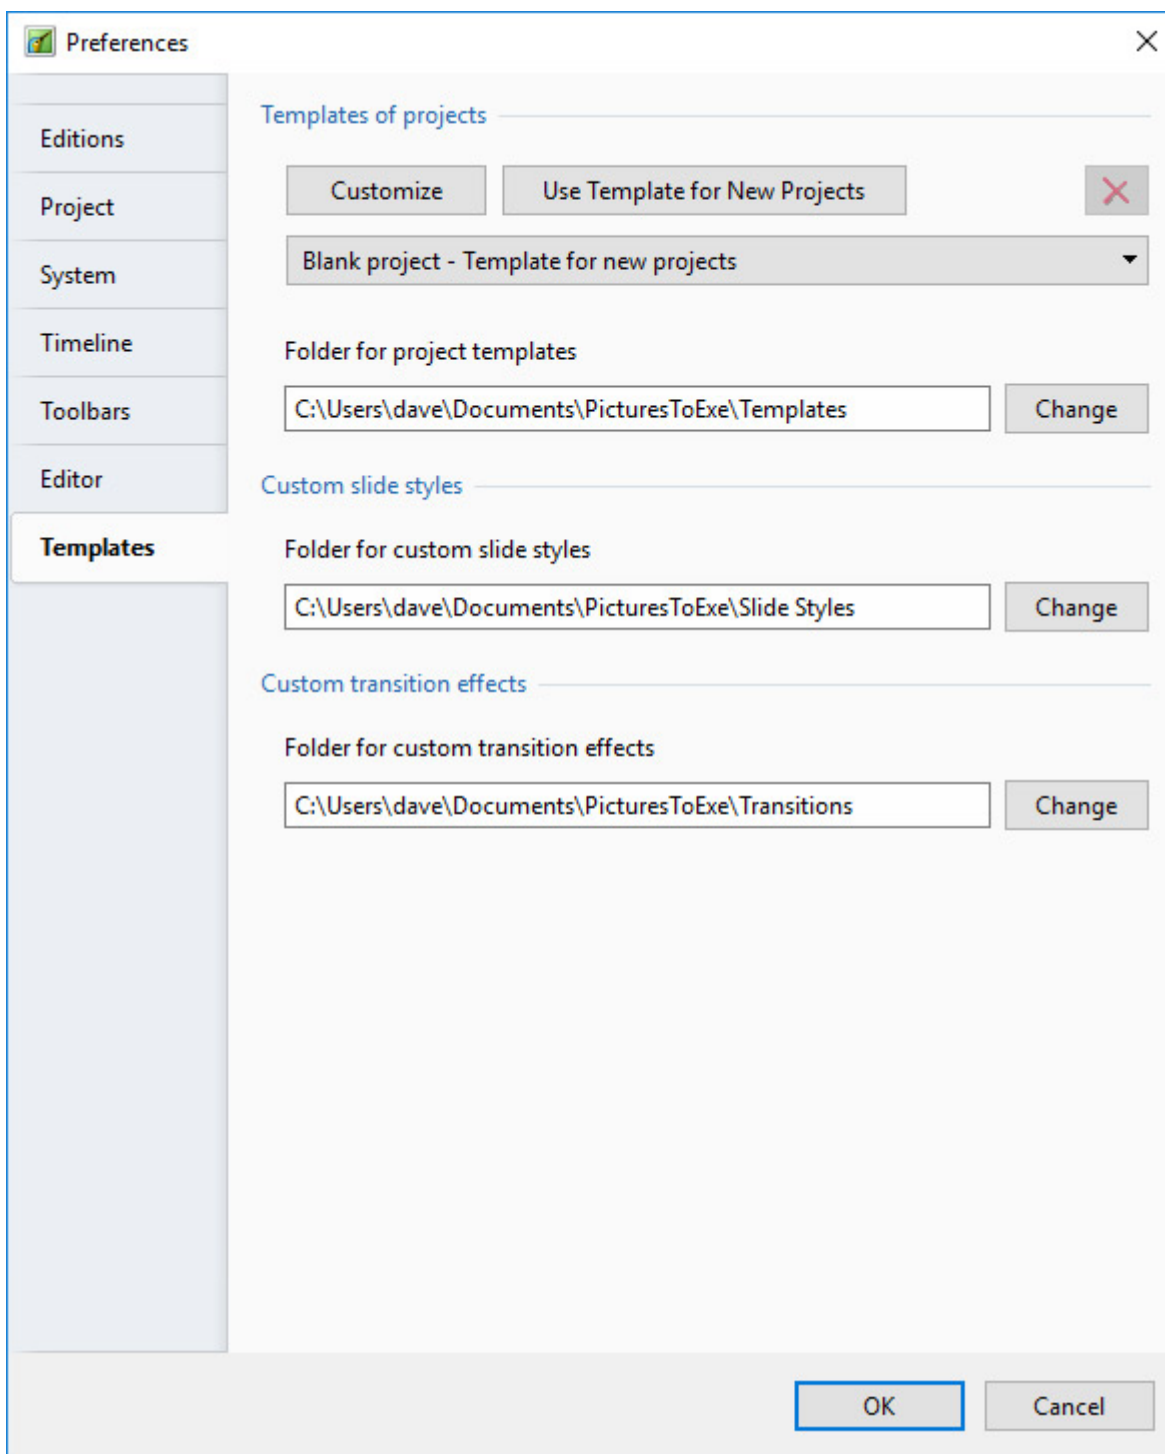 Preferences
Editions
Project
System
Timeline
Toolbars
Editor
Templates
Templates of projects
Customize
Use Template for New Projects
Blank project - Template for new projects
Folder for project templates
C:\Users\dave\Documents\PicturesToExe\Templates
Change
Custom slide styles
Folder for custom slide styles
C:\Users\dave\Documents\PicturesToExe\Slide Styles
Change
Custom transition effects
Folder for custom transition effects
C:\Users\dave\Documents\PicturesToExe\Transitions
Change
OK
Cancel